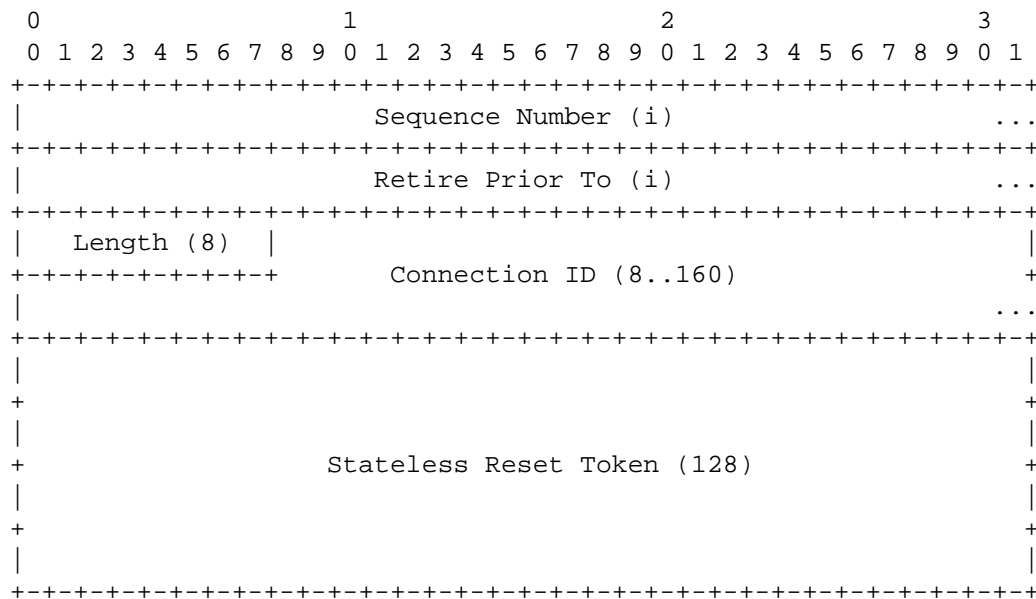 0                   1                   2                   3
 0 1 2 3 4 5 6 7 8 9 0 1 2 3 4 5 6 7 8 9 0 1 2 3 4 5 6 7 8 9 0 1
+-+-+-+-+-+-+-+-+-+-+-+-+-+-+-+-+-+-+-+-+-+-+-+-+-+-+-+-+-+-+-+-+
|                      Sequence Number (i)                    ...
+-+-+-+-+-+-+-+-+-+-+-+-+-+-+-+-+-+-+-+-+-+-+-+-+-+-+-+-+-+-+-+-+
|                      Retire Prior To (i)                    ...
+-+-+-+-+-+-+-+-+-+-+-+-+-+-+-+-+-+-+-+-+-+-+-+-+-+-+-+-+-+-+-+-+
|   Length (8)  |                                               |
+-+-+-+-+-+-+-+-+       Connection ID (8..160)                  +
|                                                             ...
+-+-+-+-+-+-+-+-+-+-+-+-+-+-+-+-+-+-+-+-+-+-+-+-+-+-+-+-+-+-+-+-+
|                                                               |
+                                                               +
|                                                               |
+                   Stateless Reset Token (128)                 +
|                                                               |
+                                                               +
|                                                               |
+-+-+-+-+-+-+-+-+-+-+-+-+-+-+-+-+-+-+-+-+-+-+-+-+-+-+-+-+-+-+-+-+